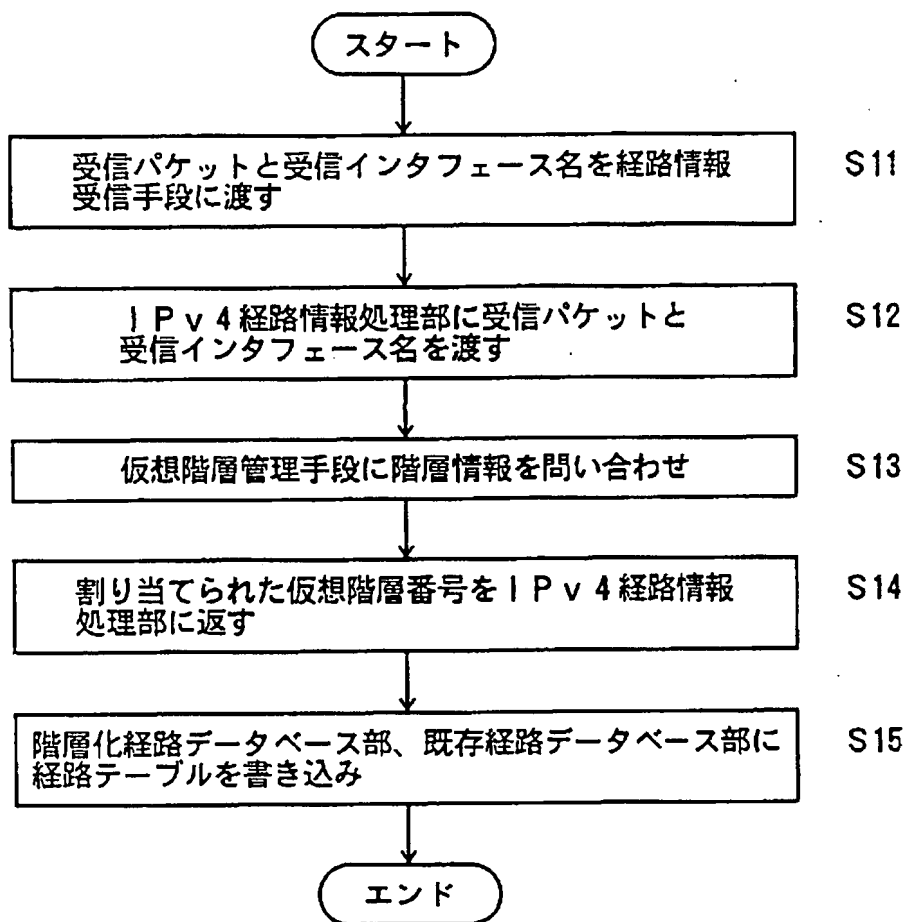 スタート
受信パケットと受信インタフェース名を経路情報
受信手段に渡す
S11
IPv4経路情報処理部に受信パケットと
受信インタフェース名を渡す
S12
仮想階層管理手段に階層情報を問い合わせ
S13
割り当てられた仮想階層番号をIPv4経路情報
処理部に返す
S14
階層化経路データベース部、既存経路データベース部に
経路テーブルを書き込み
S15
エンド